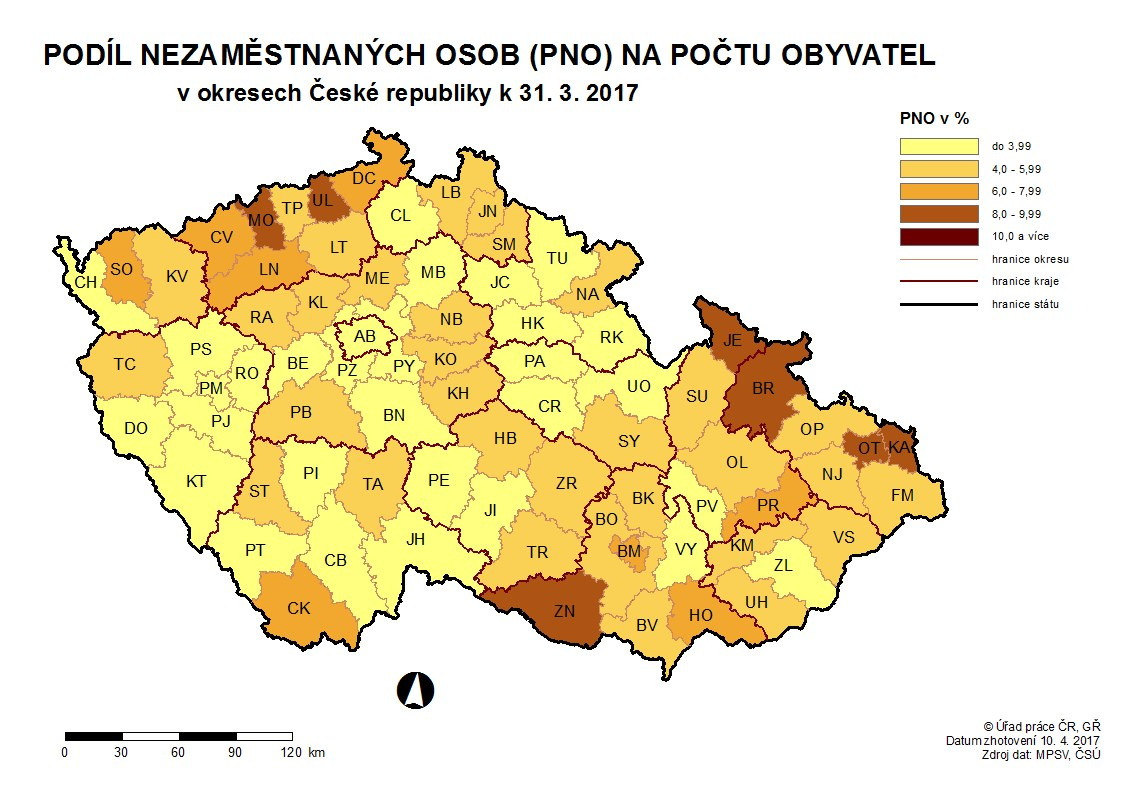 PODÍL NEZAMĚSTNANÝCH OSOB (PNO) NA POČTU OBYVATEL
v okresech České republiky k 31. 3. 2017
PNO v %
do 3,99
4,0 - 5,99
6,0 - 7,99
8,0 - 9,99
10,0 a více
hranice okresu
hranice kraje
hranice státu
DC
LB
UL
TP
MO
CL
JN
CV
LT
SM
TU
CH
SO
KV
LN
ME
MB
JC
NA
RA
KL
NB
HK
RK
AB
JE
TC
PS
RO
BE
PZ
PY
KO
PA
UO
PM
KH
BR
SU
DO
PJ
PB
BN
CR
OP
HB
SY
OT
KA
KT
PI
ST
TA
PE
ZR
OL
NJ
FM
JI
BK
PV
PR
BO
PT
CB
JH
TR
BM
VY
KM
VS
ZL
CK
ZN
BV
HO
UH
0 30 60 90 120 km
© Úřad práce ČR, GŘ
Datum zhotovení 10. 4. 2017
Zdroj dat: MPSV, ČSÚ